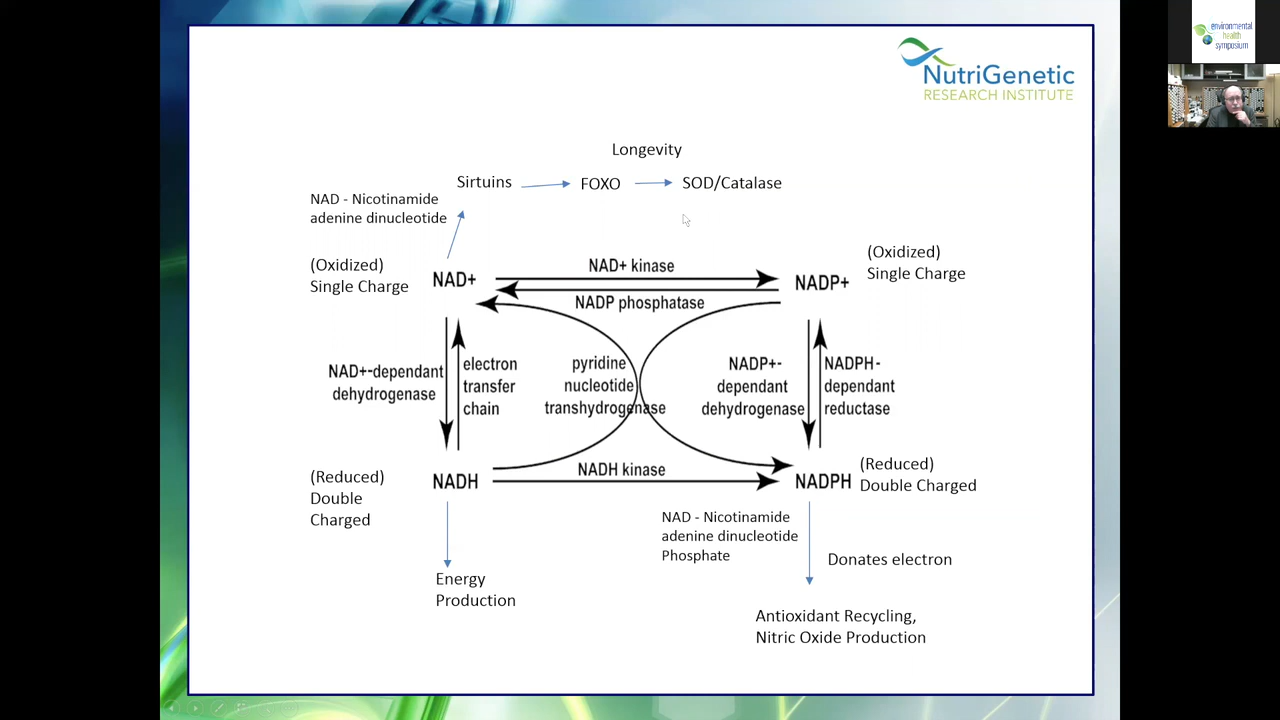 NutriGenetic
RESEARCH INSTITUTE
environmental
health
symposium
Longevity
Sirtuins
FOXO
SOD/Catalase
NAD - Nicotinamide
adenine dinucleotide
(Oxidized)
Single Charge
NAD+
NAD+ kinase
NADP phosphatase
NADP+
(Oxidized)
Single Charge
NAD+-dependant
dehydrogenase
electron
transfer
chain
pyridine
nucleotide
transhydrogenase
NADP+-
dependant
dehydrogenase
NADPH-
dependant
reductase
(Reduced)
Double
Charged
NADH
NADH kinase
NADPH
(Reduced)
Double Charged
NAD - Nicotinamide
adenine dinucleotide
Phosphate
Donates electron
Energy
Production
Antioxidant Recycling,
Nitric Oxide Production